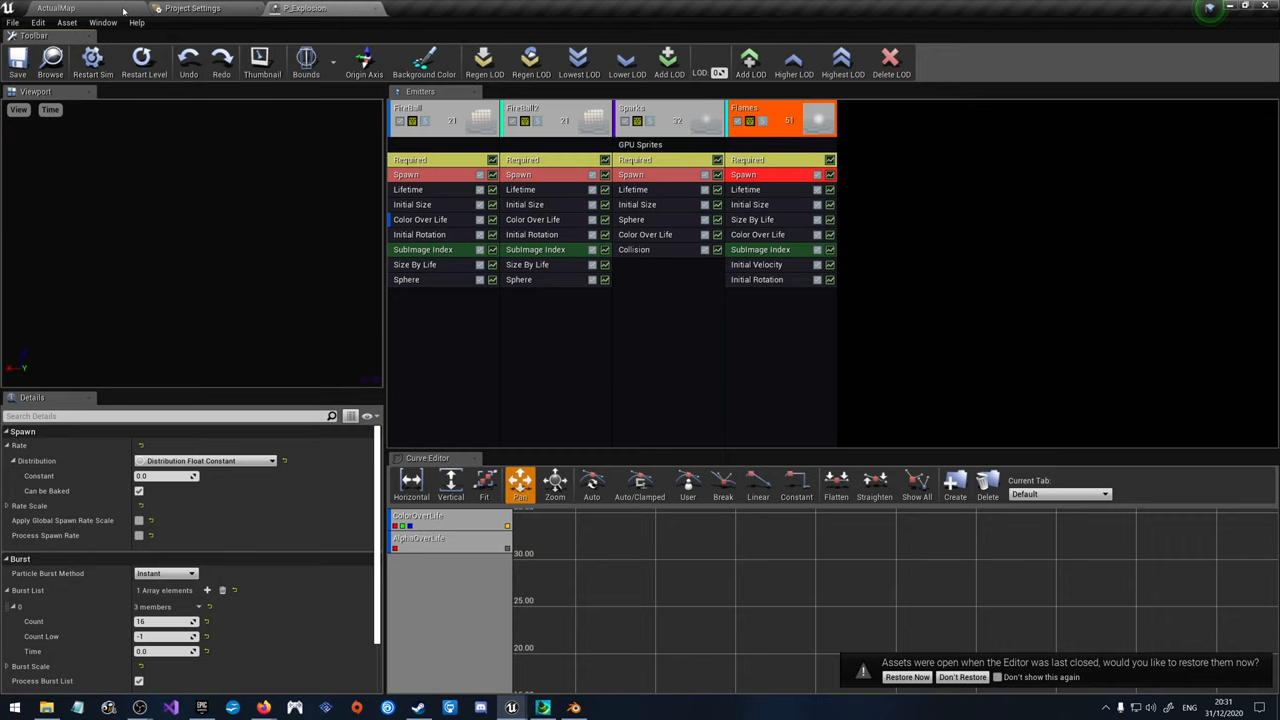 ActualMap Project Settings P_Explosion
File Edit Asset Window Help
Toolbar
Save Browse Restart Sim Restart Level Undo Redo Thumbnail Bounds Origin Axis Background Color Regen LOD Regen LOD Lowest LOD Lower LOD Add LOD LOD: 0 Add LOD Higher LOD Highest LOD Delete LOD
Viewport Emitters
View Time
FireBall 21 FireBall2 21 Sparks 32 Flames 51
GPU Sprites
Required Required Required Required
Spawn Spawn Spawn Spawn
Lifetime Lifetime Lifetime Lifetime
Initial Size Initial Size Initial Size Initial Size
Color Over Life Color Over Life Sphere Size By Life
Initial Rotation Initial Rotation Color Over Life Color Over Life
SubImage Index SubImage Index Collision SubImage Index
Size By Life Size By Life Initial Velocity
Sphere Sphere Initial Rotation
Y
Details
Search Details
Spawn
Rate
Distribution Distribution Float Constant
Constant 0.0
Can be Baked
Rate Scale
Apply Global Spawn Rate Scale
Process Spawn Rate
Burst
Particle Burst Method Instant
Burst List 1 Array elements
0 3 members
Count 16
Count Low -1
Time 0.0
Burst Scale
Process Burst List
Curve Editor
Horizontal Vertical Fit Pan Zoom Auto Auto/Clamped User Break Linear Constant Flatten Straighten Show All Create Delete
Current Tab:
Default
ColorOverLife
AlphaOverLife
30.00
25.00
20.00
Assets were open when the Editor was last closed, would you like to restore them now?
Restore Now Don't Restore Don't show this again
ENG
20:31
31/12/2020